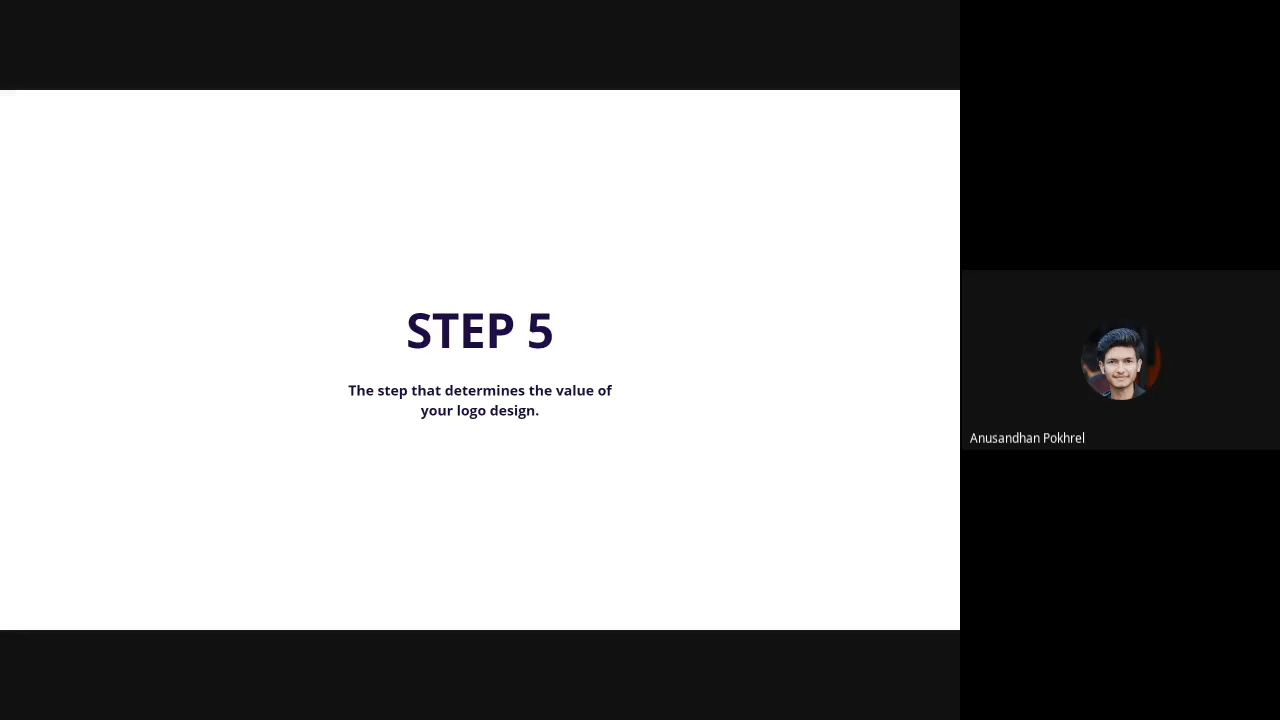 STEP 5
The step that determines the value of
your logo design.
Anusandhan Pokhrel